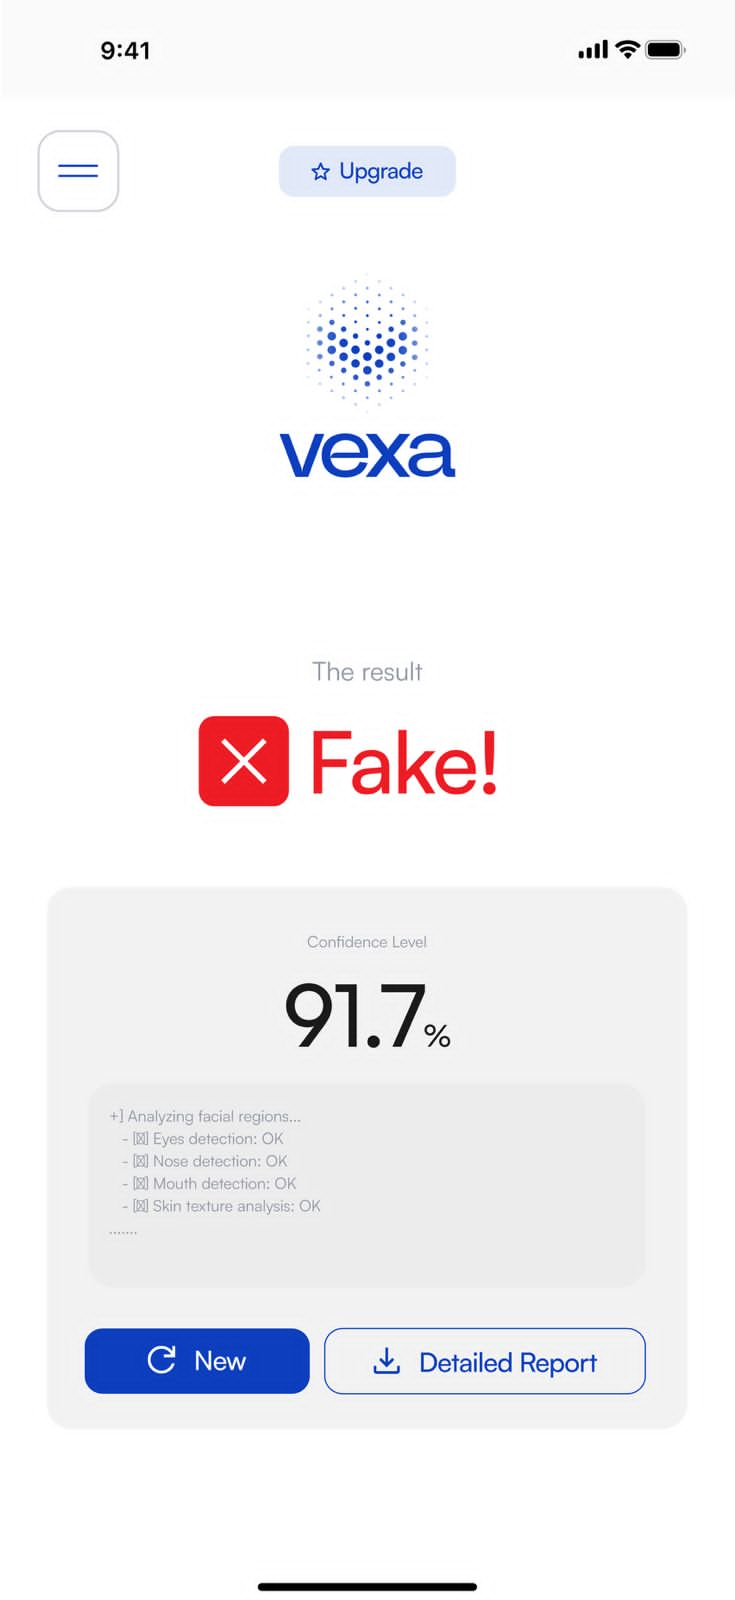 9:41
Upgrade
vexa
The result
Fake!
Confidence Level
91.7%
+] Analyzing facial regions...
- [☒] Eyes detection: OK
- [☒] Nose detection: OK
- [☒] Mouth detection: OK
- [☒] Skin texture analysis: OK
.......
New
Detailed Report